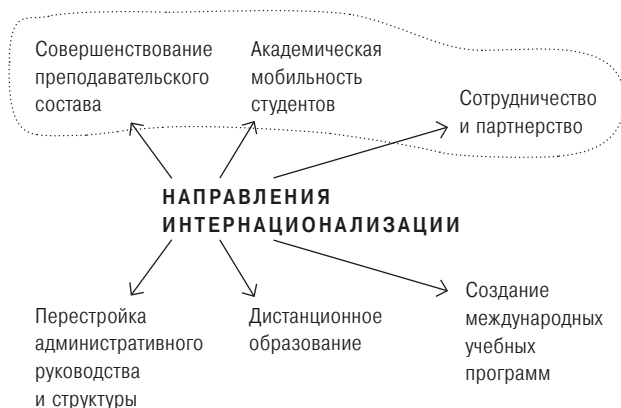 Совершенствование
преподавательского
состава
Академическая
мобильность
студентов
Сотрудничество
и партнерство
НАПРАВЛЕНИЯ
ИНТЕРНАЦИОНАЛИЗАЦИИ
Перестройка
административного
руководства
и структуры
Дистанционное
образование
Создание
международных
учебных
программ